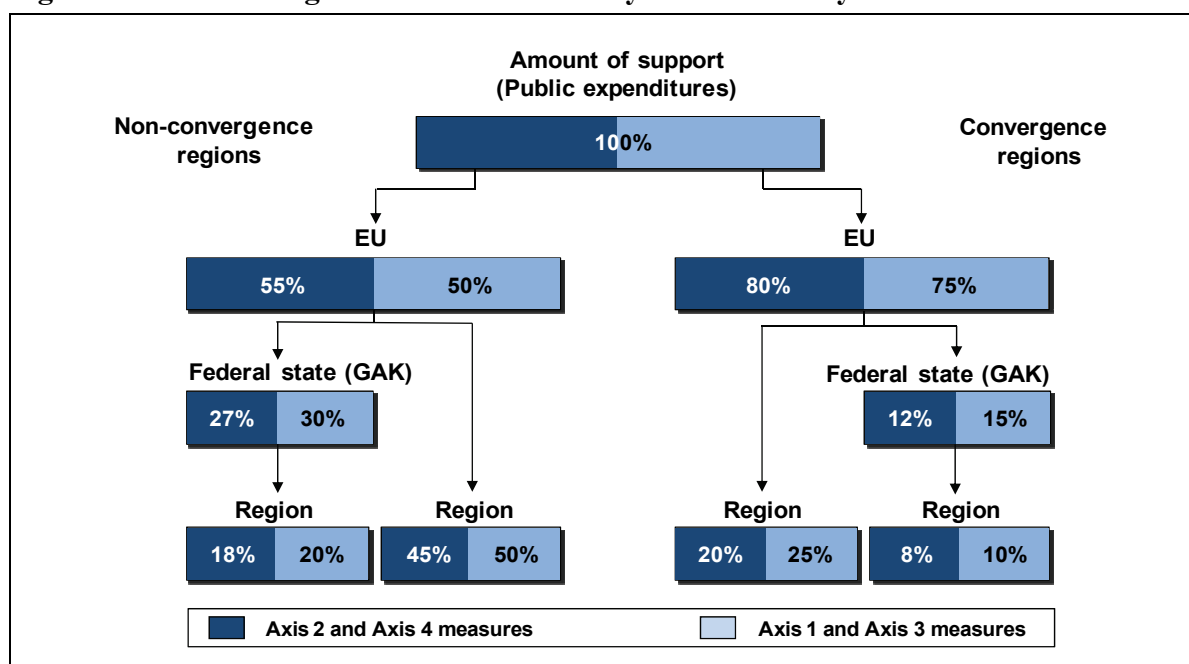 Amount of support
(Public expenditures)
Non-convergence
regions
Convergence
regions
100%
EU
EU
55%
50%
80%
75%
Federal state (GAK)
Federal state (GAK)
27%
30%
12%
15%
Region
Region
Region
Region
18%
20%
45%
50%
20%
25%
8%
10%
Axis 2 and Axis 4 measures
Axis 1 and Axis 3 measures